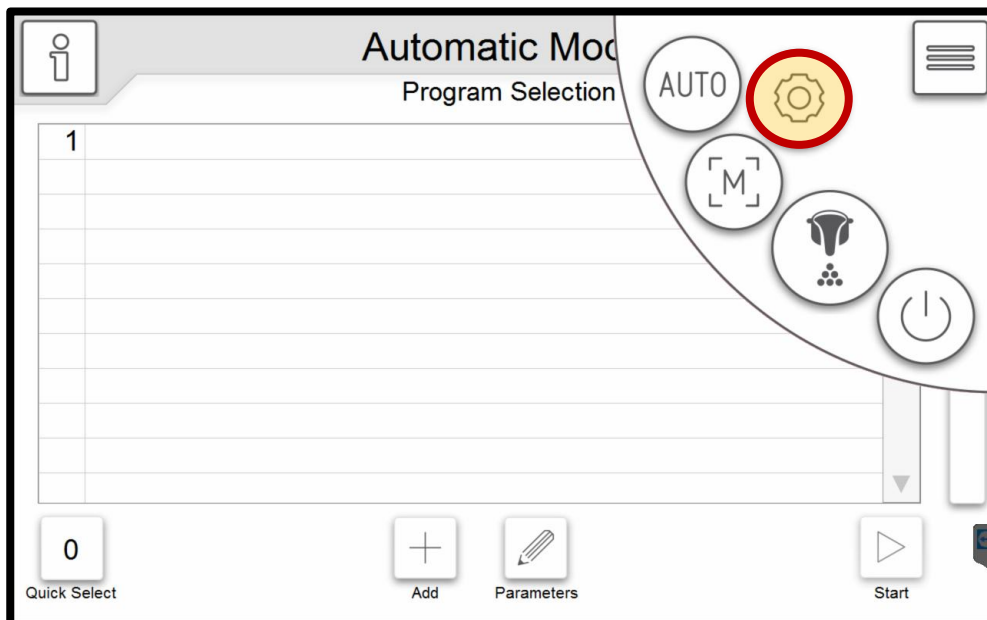 Automatic Mod
Program Selection
AUTO
M
1
0
Quick Select
Add
Parameters
Start